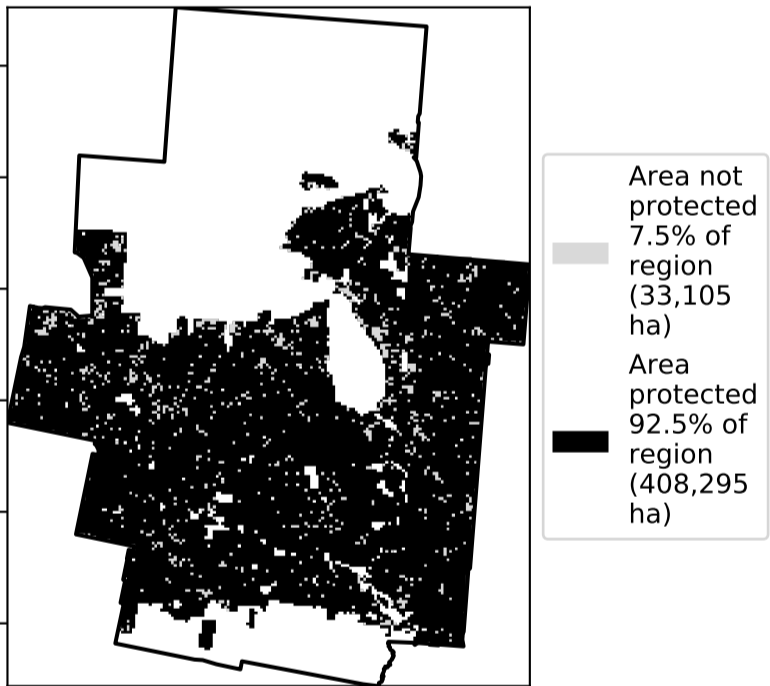 Area not
protected
7.5% of
region
(33,105
ha)
Area
protected
92.5% of
region
(408,295
ha)